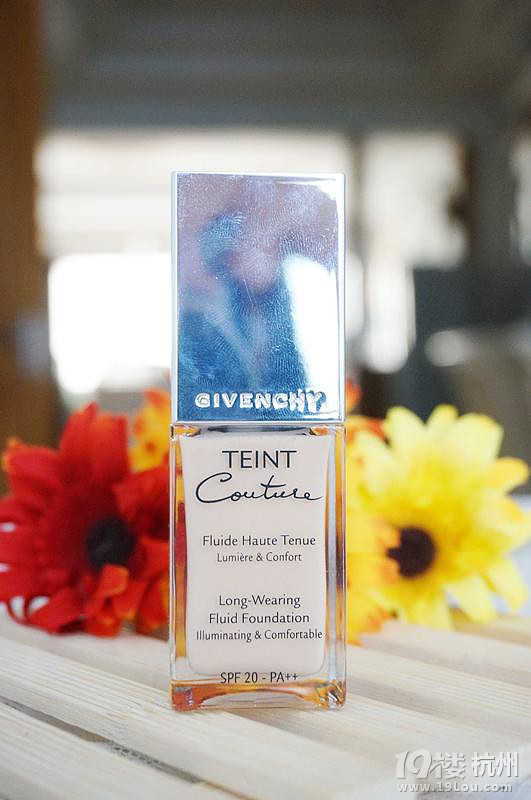 GIVENCHY
TEINT
Couture
Fluide Haute Tenue
Lumière & Confort
Long-Wearing
Fluid Foundation
Illuminating & Comfortable
SPF 20 - PA++
19楼杭州
www.19Lou.com